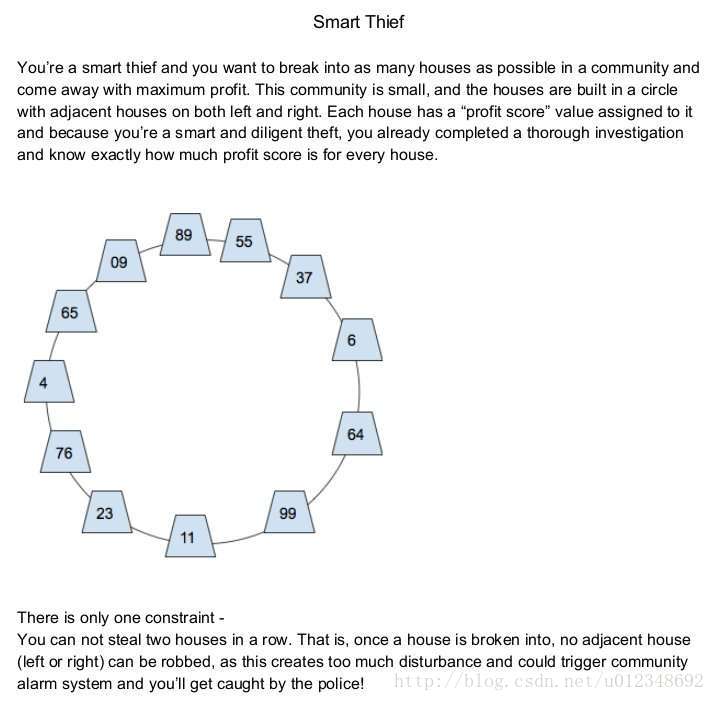 Smart Thief
You’re a smart thief and you want to break into as many houses as possible in a community and
come away with maximum profit. This community is small, and the houses are built in a circle
with adjacent houses on both left and right. Each house has a “profit score” value assigned to it
and because you’re a smart and diligent theft, you already completed a thorough investigation
and know exactly how much profit score is for every house.
89
55
09
37
65
6
4
64
76
23
99
11
There is only one constraint -
You can not steal two houses in a row. That is, once a house is broken into, no adjacent house
(left or right) can be robbed, as this creates too much disturbance and could trigger community
alarm system and you’ll get caught by the police!
http://blog.csdn.net/u012348692